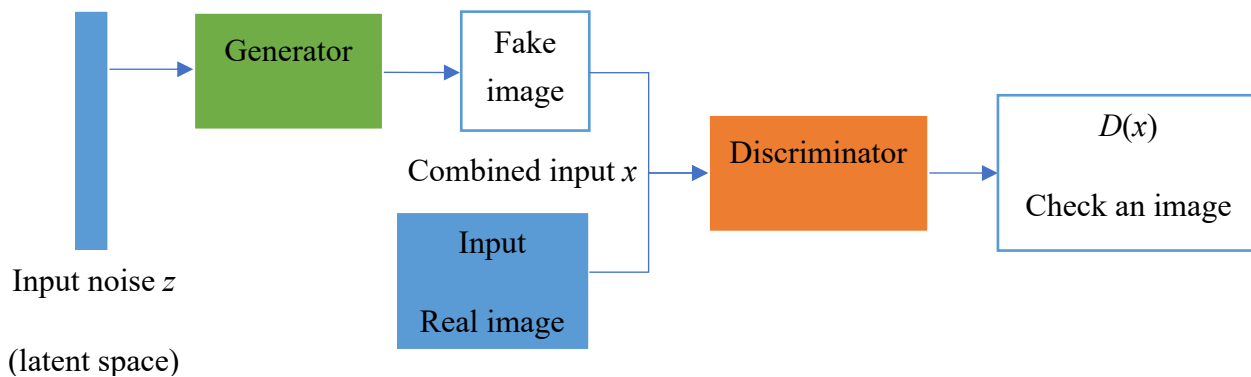 Generator
Fake
image
D(x)
Discriminator
Combined input x
Check an image
Input
Input noise z
Real image
(latent space)